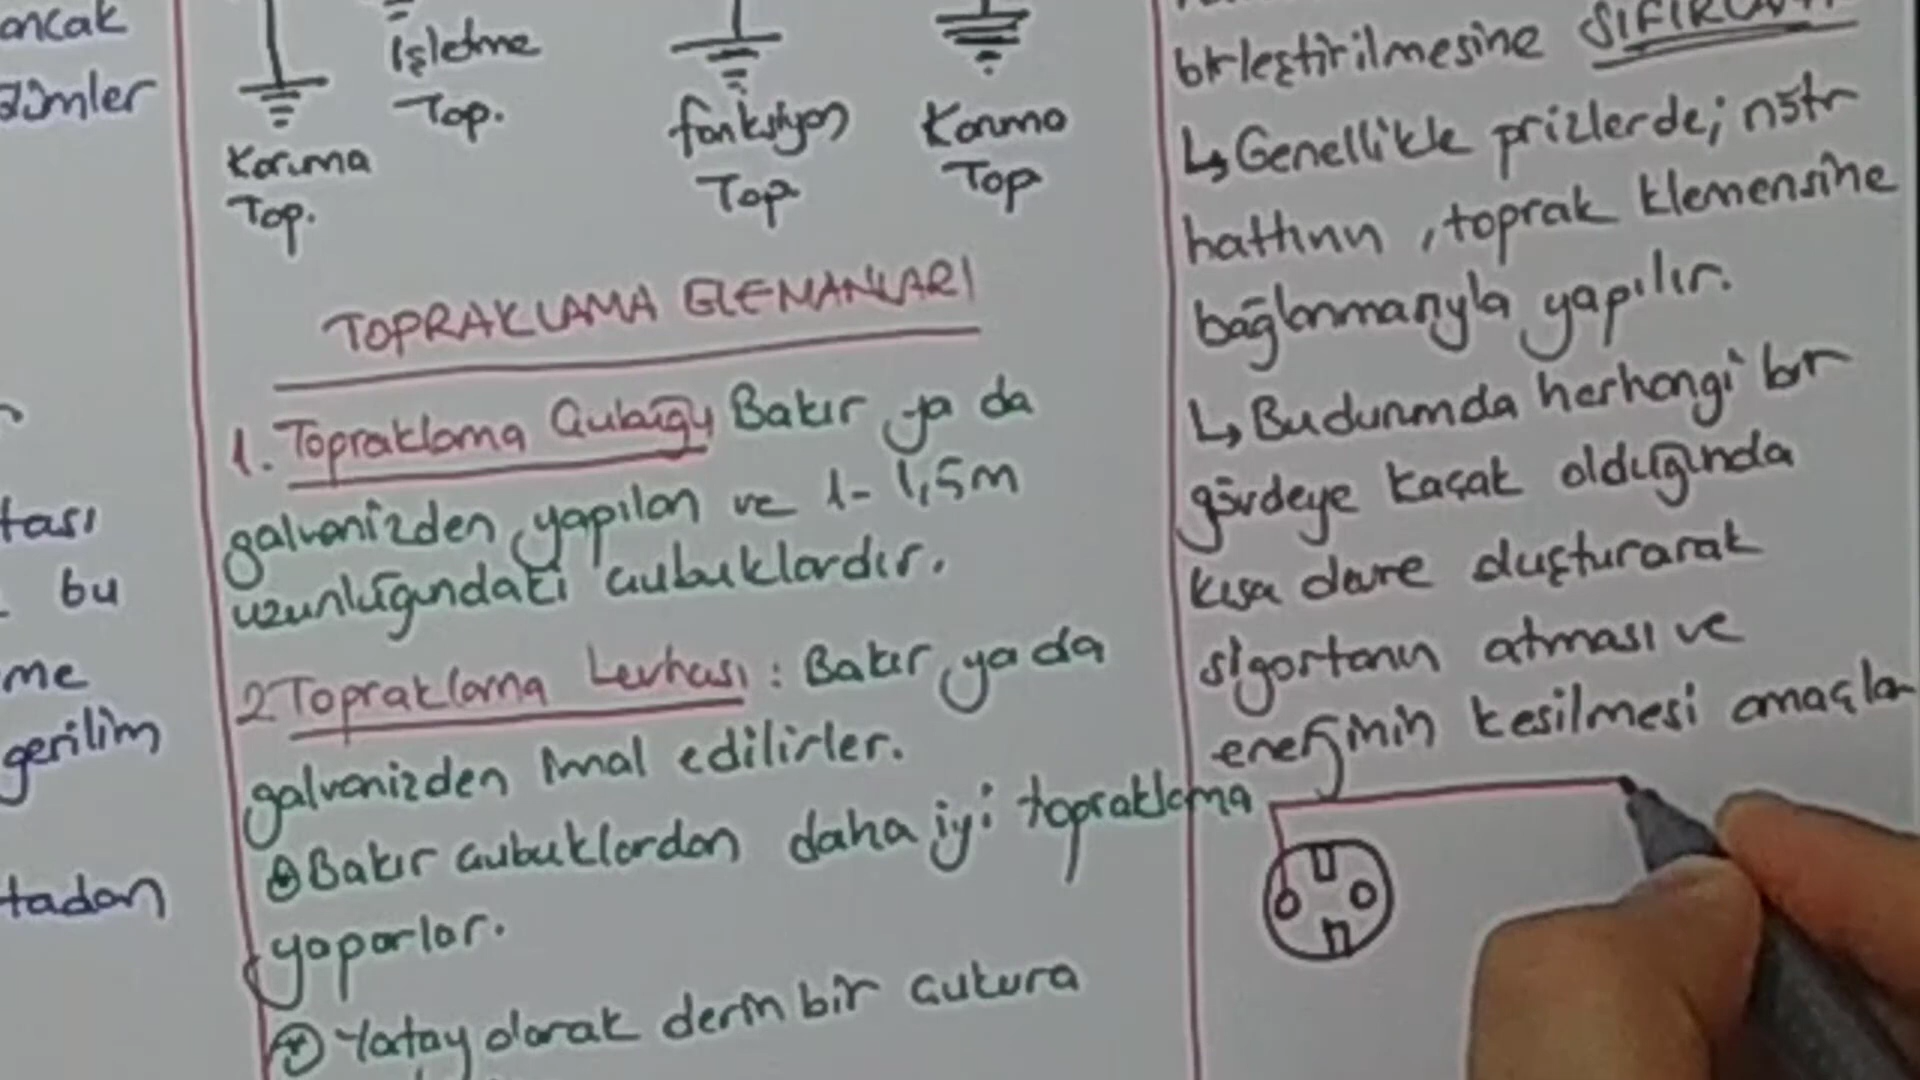 ancak
tası
bu
me
gerilim
tadan
Koruma
Top.
işletme
Top.
fonksiyon
Top
Koruma
Top
TOPRAKLAMA ELEMANLARI
1. Topraklama Çubuğu Bakır ya da
galvanizden yapılan ve 1-1,5m
uzunluğundaki çubuklardır.
2 Topraklama Levhası : Bakır ya da
galvanizden imal edilirler.
Bakır çubuklardan daha iyi topraklama
yaparlar.
Yatay olarak derin bir çukura
birleştirilmesine
↳ Genellikle prizlerde; nötr
hattının, toprak klemensine
bağlanmasıyla yapılır.
↳ Bu durumda herhangi bir
gövdeye kaçak olduğunda
kısa devre oluşturarak
sigortanın atması ve
enerjinin kesilmesi amaçla